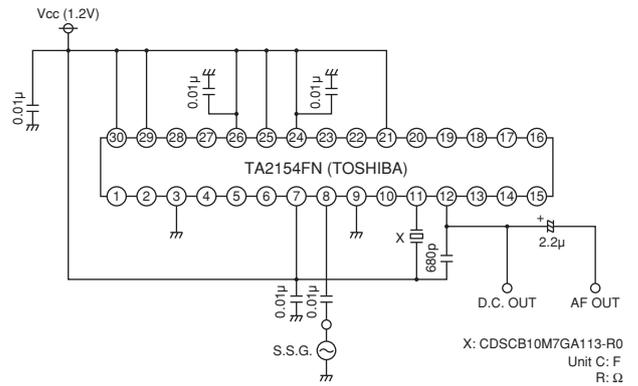 Vcc (1.2V)
0.01μ
0.01μ
0.01μ
30 29 28 27 26 25 24 23 22 21 20 19 18 17 16
TA2154FN (TOSHIBA)
1 2 3 4 5 6 7 8 9 10 11 12 13 14 15
X
680p
+
2.2μ
0.01μ
0.01μ
D.C. OUT
AF OUT
S.S.G.
X: CDSCB10M7GA113-R0
Unit C: F
R: Ω